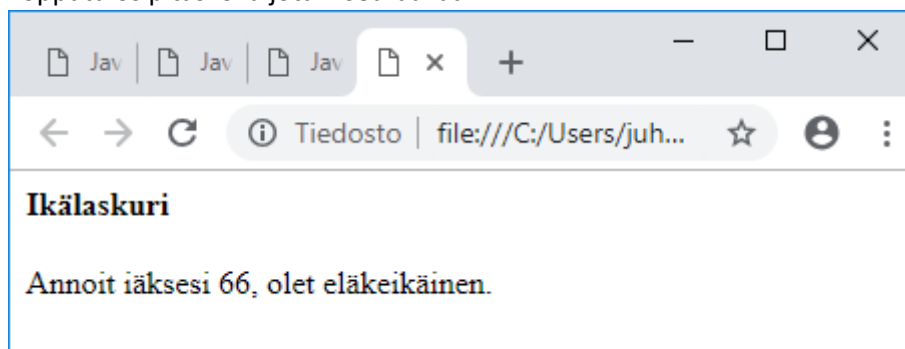 Jav
Jav
Jav
Tiedosto | file:///C:/Users/juh...
Ikälaskuri
Annoit iäksesi 66, olet eläkeikäinen.